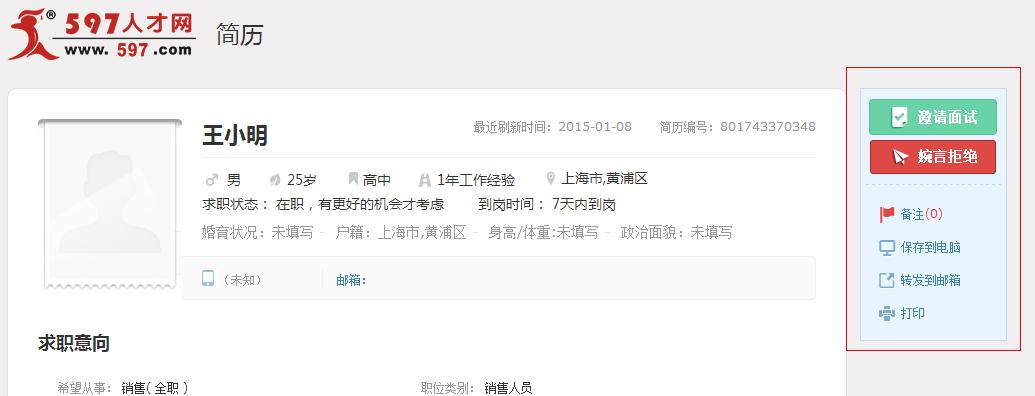 597人才网
www.597.com
®
简历
王小明
最近刷新时间：2015-01-08 简历编号：801743370348
男 25岁 高中 1年工作经验 上海市,黄浦区
求职状态： 在职，有更好的机会才考虑 到岗时间： 7天内到岗
婚育状况：未填写 - 户籍：上海市,黄浦区 - 身高/体重:未填写 - 政治面貌：未填写
（未知） 邮箱：
求职意向
希望从事： 销售( 全职 ) 职位类别： 销售人员
邀请面试
婉言拒绝
备注(0)
保存到电脑
转发到邮箱
打印